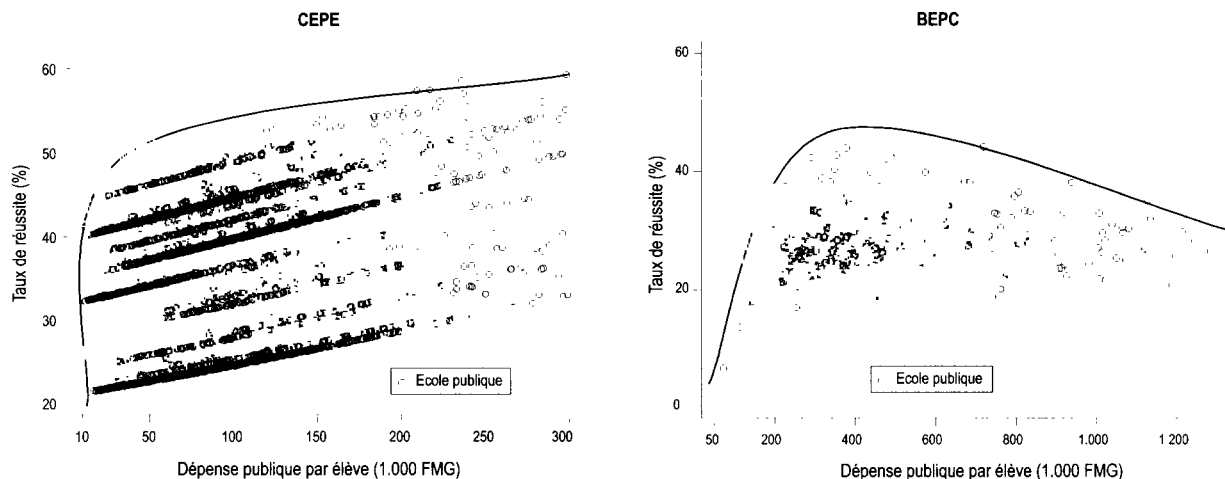 CEPE
Taux de réussite (%)
60
50
40
30
20
Ecole publique
10 50 100 150 200 250 300
Dépense publique par élève (1.000 FMG)
BEPC
Taux de réussite (%)
60
40
20
0
Ecole publique
50 200 400 600 800 1.000 1 200
Dépense publique par élève (1.000 FMG)